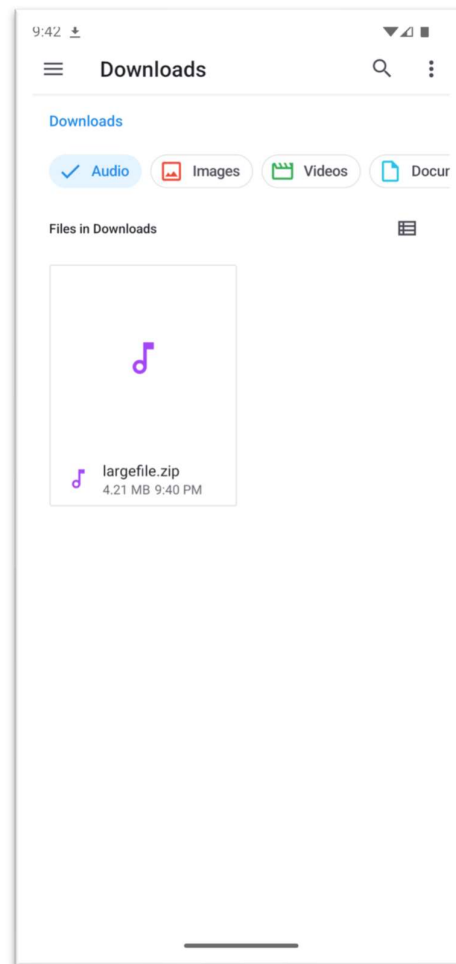 9:42
Downloads
Downloads
Audio Images Videos Docur
Files in Downloads
largefile.zip
4.21 MB 9:40 PM